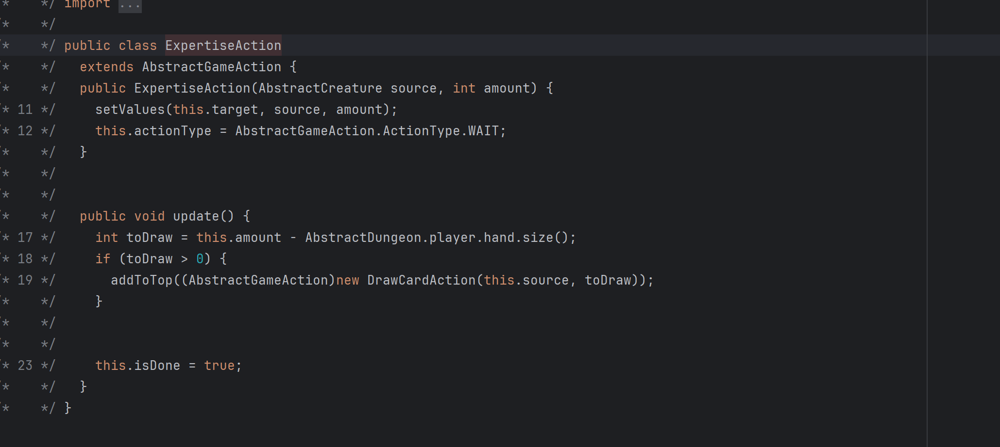 /*    */ import ...
/*    */
/*    */ public class ExpertiseAction
/*    */   extends AbstractGameAction {
/*    */   public ExpertiseAction(AbstractCreature source, int amount) {
/* 11 */     setValues(this.target, source, amount);
/* 12 */     this.actionType = AbstractGameAction.ActionType.WAIT;
/*    */   }
/*    */
/*    */
/*    */   public void update() {
/* 17 */     int toDraw = this.amount - AbstractDungeon.player.hand.size();
/* 18 */     if (toDraw > 0) {
/* 19 */       addToTop((AbstractGameAction)new DrawCardAction(this.source, toDraw));
/*    */     }
/*    */
/*    */
/* 23 */     this.isDone = true;
/*    */   }
/*    */ }